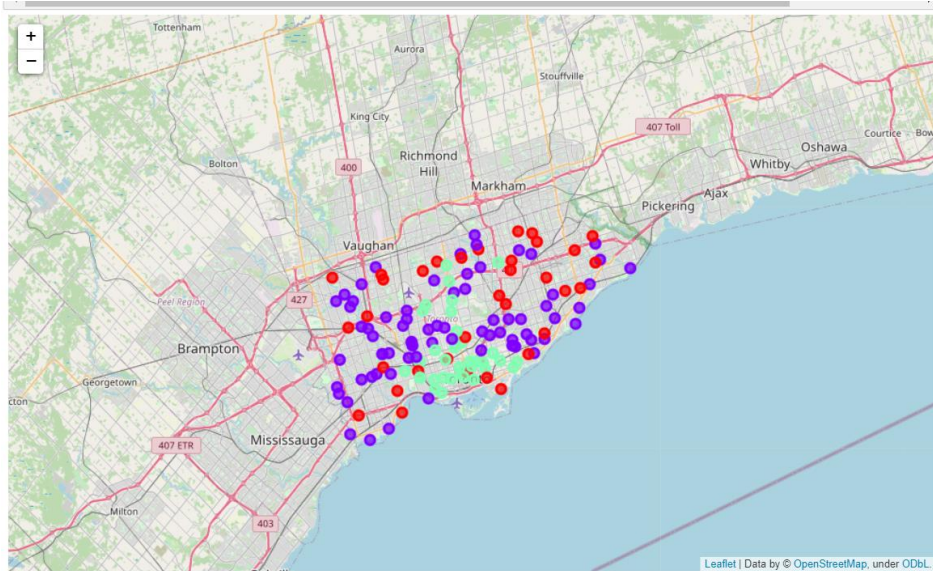 +
−
Tottenham
Aurora
Stouffville
King City
407 Toll
Courtice
Bow
Bolton
400
Richmond
Hill
Oshawa
Whitby
Markham
Ajax
Pickering
Vaughan
427
Peel Region
Toronto
Brampton
Georgetown
cton
407 ETR
Mississauga
Milton
403
Leaflet | Data by © OpenStreetMap, under ODbL.